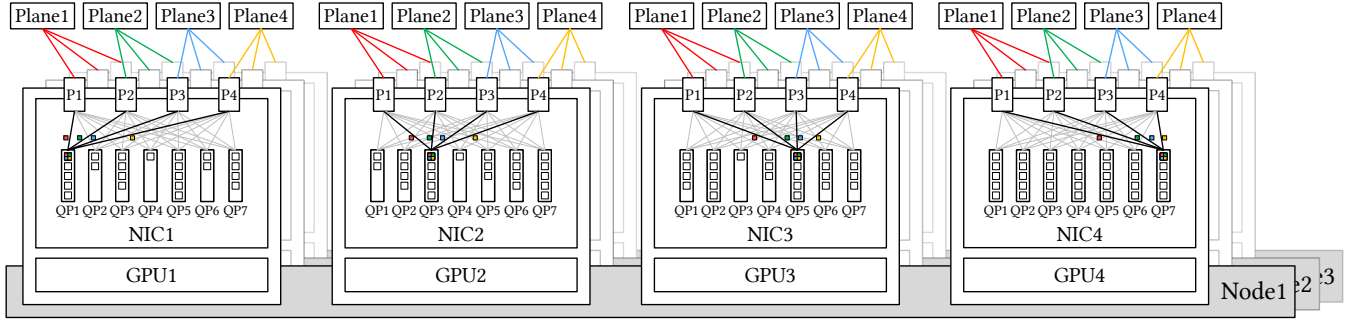 Plane1 Plane2 Plane3 Plane4 Plane1 Plane2 Plane3 Plane4 Plane1 Plane2 Plane3 Plane4 Plane1 Plane2 Plane3 Plane4
P1 P2 P3 P4 P1 P2 P3 P4 P1 P2 P3 P4 P1 P2 P3 P4
QP1 QP2 QP3 QP4 QP5 QP6 QP7 QP1 QP2 QP3 QP4 QP5 QP6 QP7 QP1 QP2 QP3 QP4 QP5 QP6 QP7 QP1 QP2 QP3 QP4 QP5 QP6 QP7
NIC1 NIC2 NIC3 NIC4
GPU1 GPU2 GPU3 GPU4
Node1 e2 e3